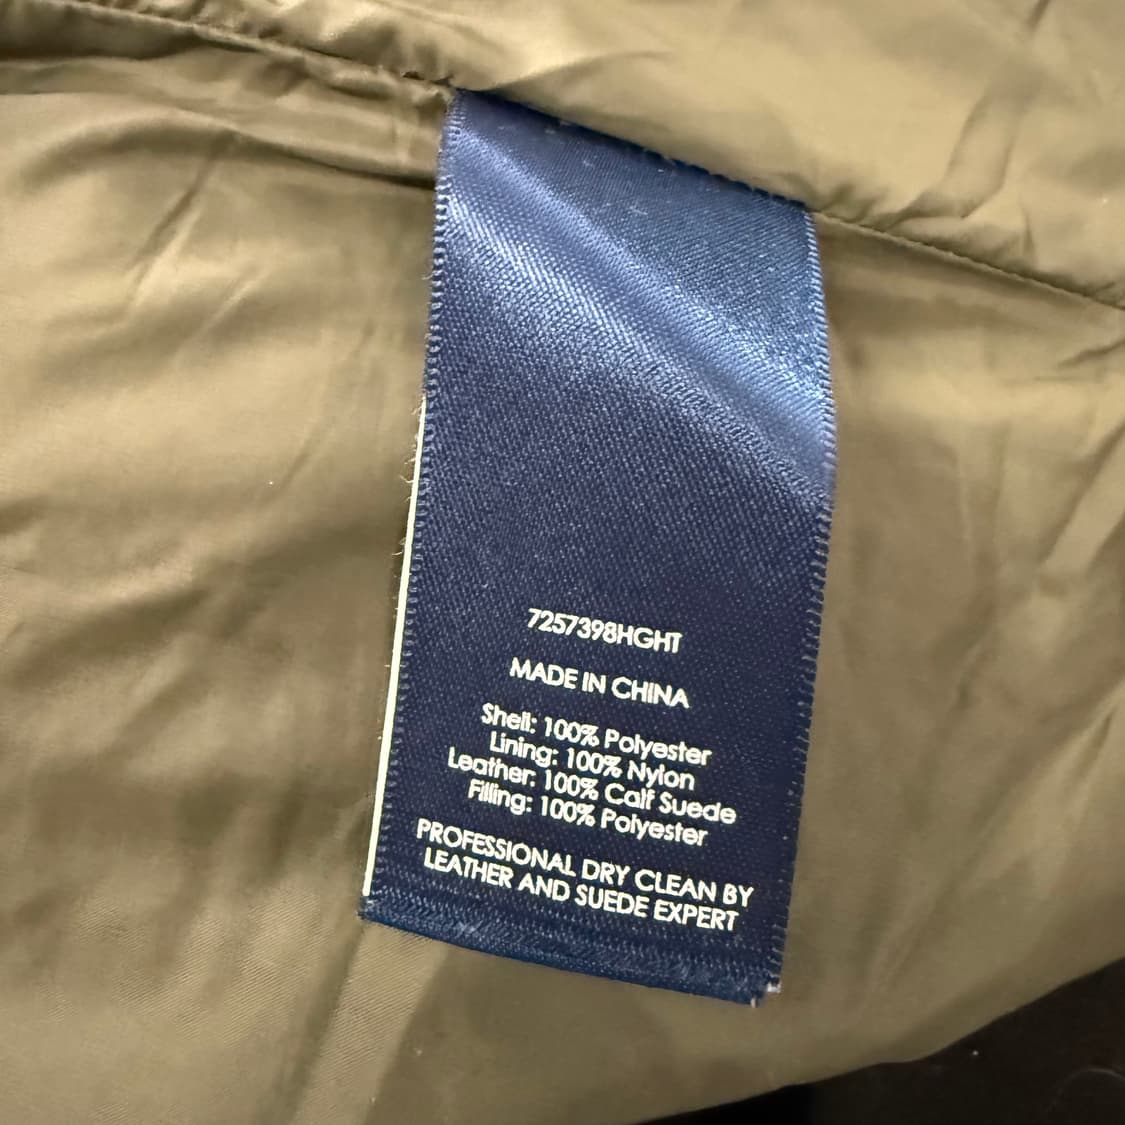 7257398HGHT
MADE IN CHINA
Shell: 100% Polyester
Lining: 100% Nylon
Leather: 100% Calf Suede
Filling: 100% Polyester
PROFESSIONAL DRY CLEAN BY
LEATHER AND SUEDE EXPERT